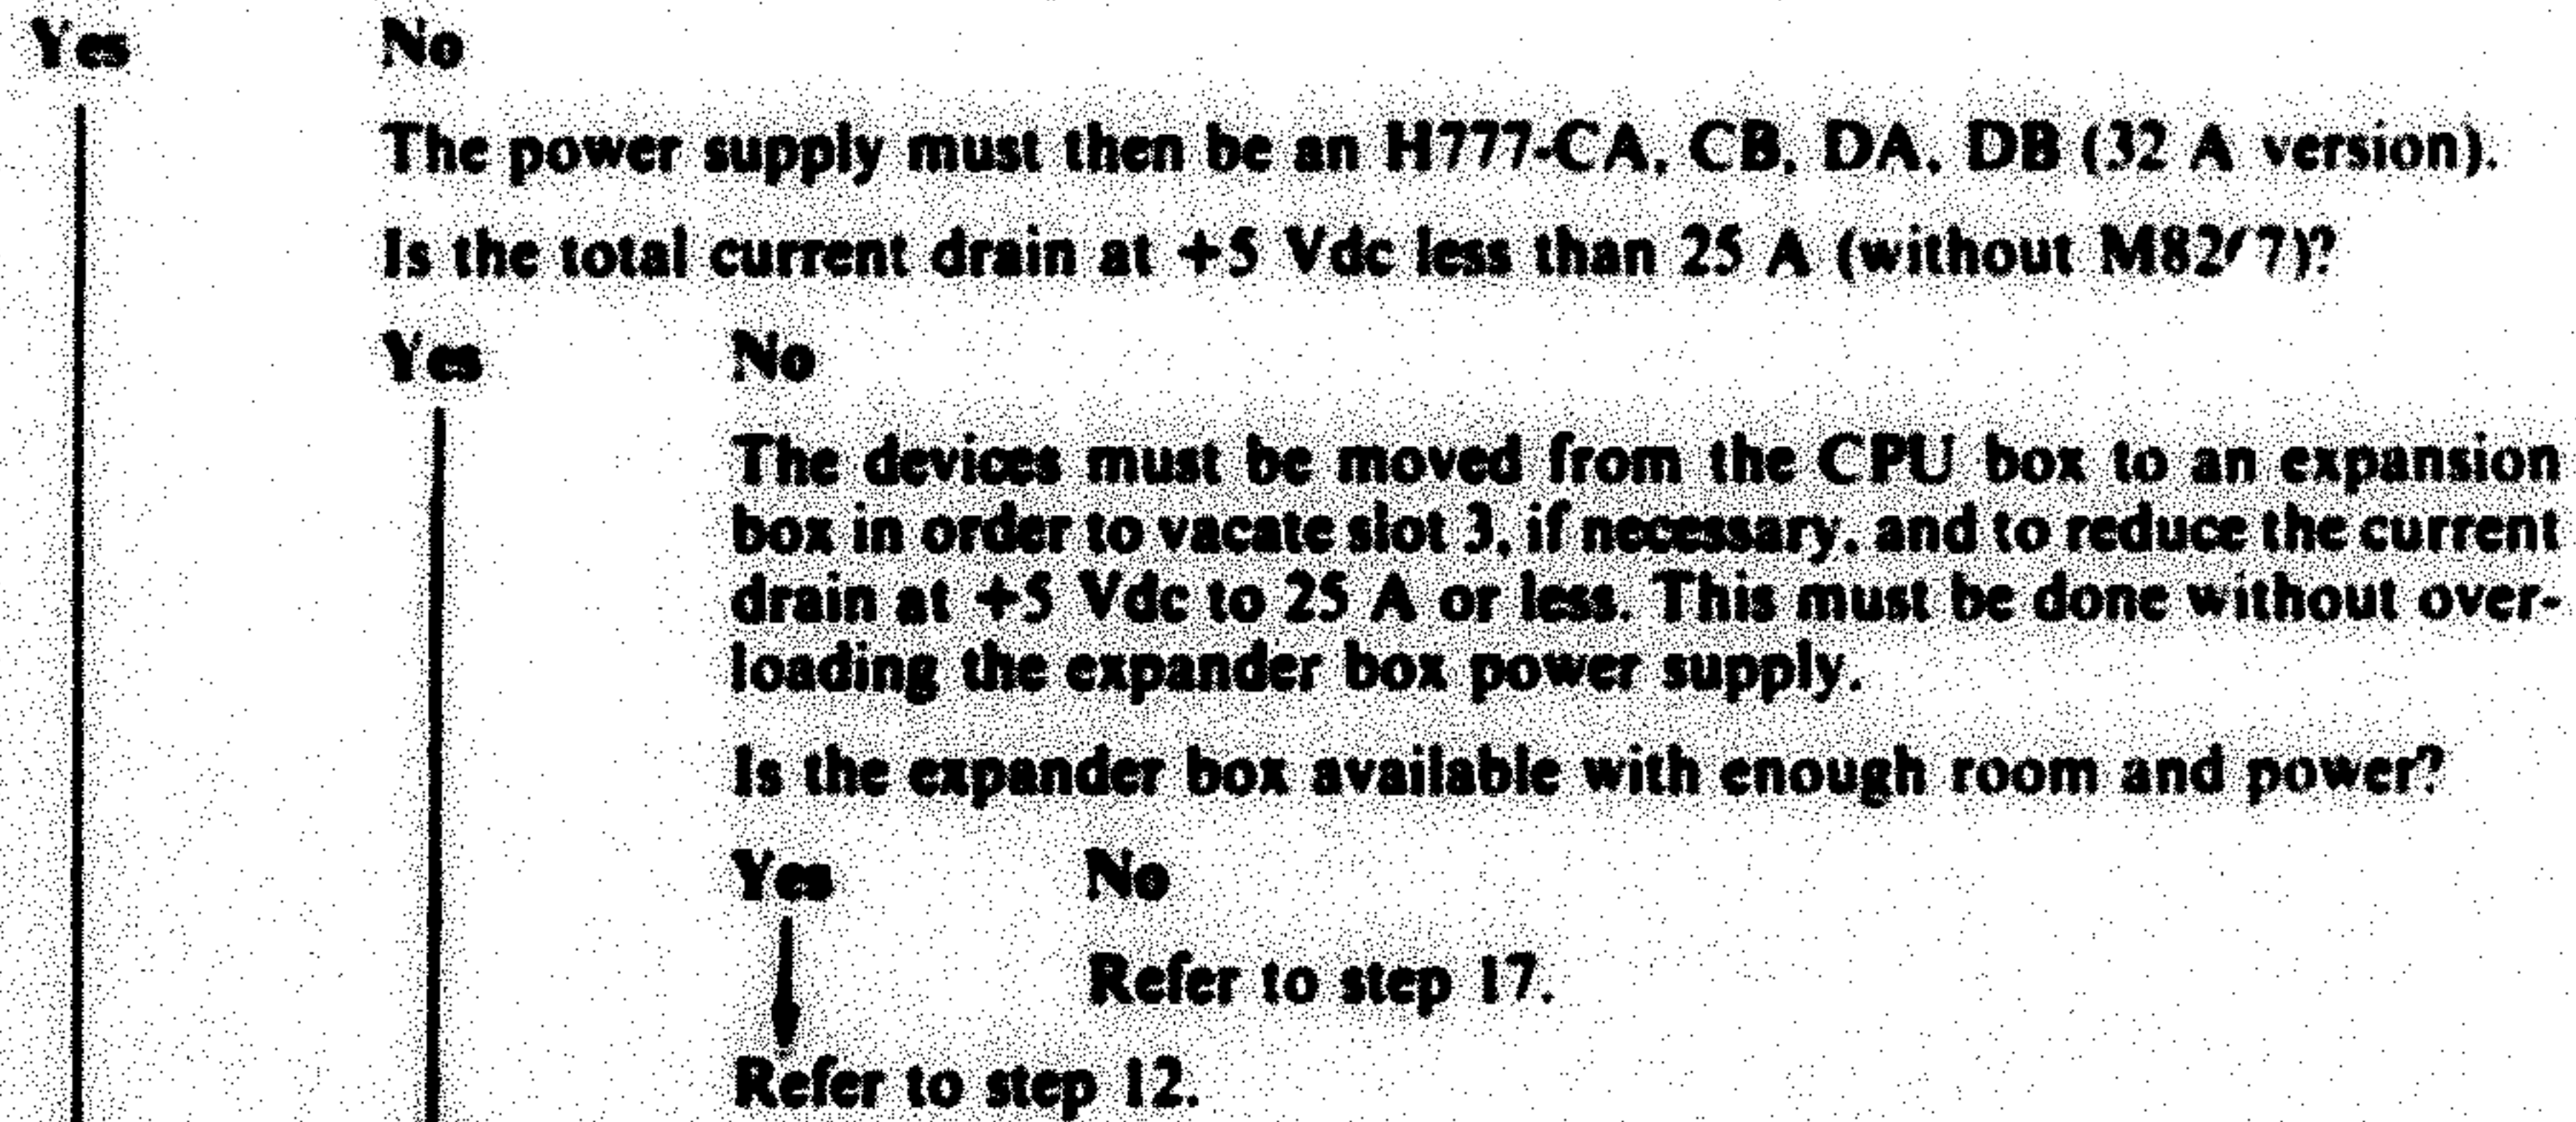 Yes No
The power supply must then be an H777-CA, CB, DA, DB (32 A version).
Is the total current drain at +5 Vdc less than 25 A (without
Yes No
The devices must be moved from the CPU box to an expansion
box in order to vacate slot 3, if necessary, and to reduce the current
drain at +5 Vdc to 25 A or less. This must be done without over-
loading the expander box power supply.
Is the expander box available with enough room and power?
Yes No
Refer to step 17.
Refer to step 12.